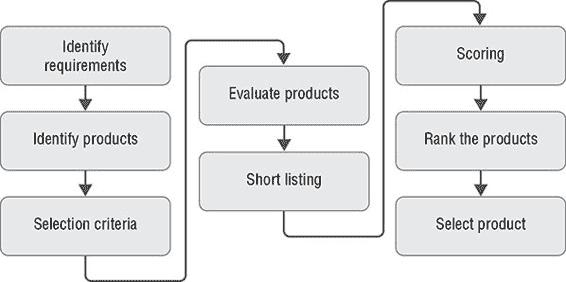 Identify
requirements
Identify products
Selection criteria
Evaluate products
Short listing
Scoring
Rank the products
Select product